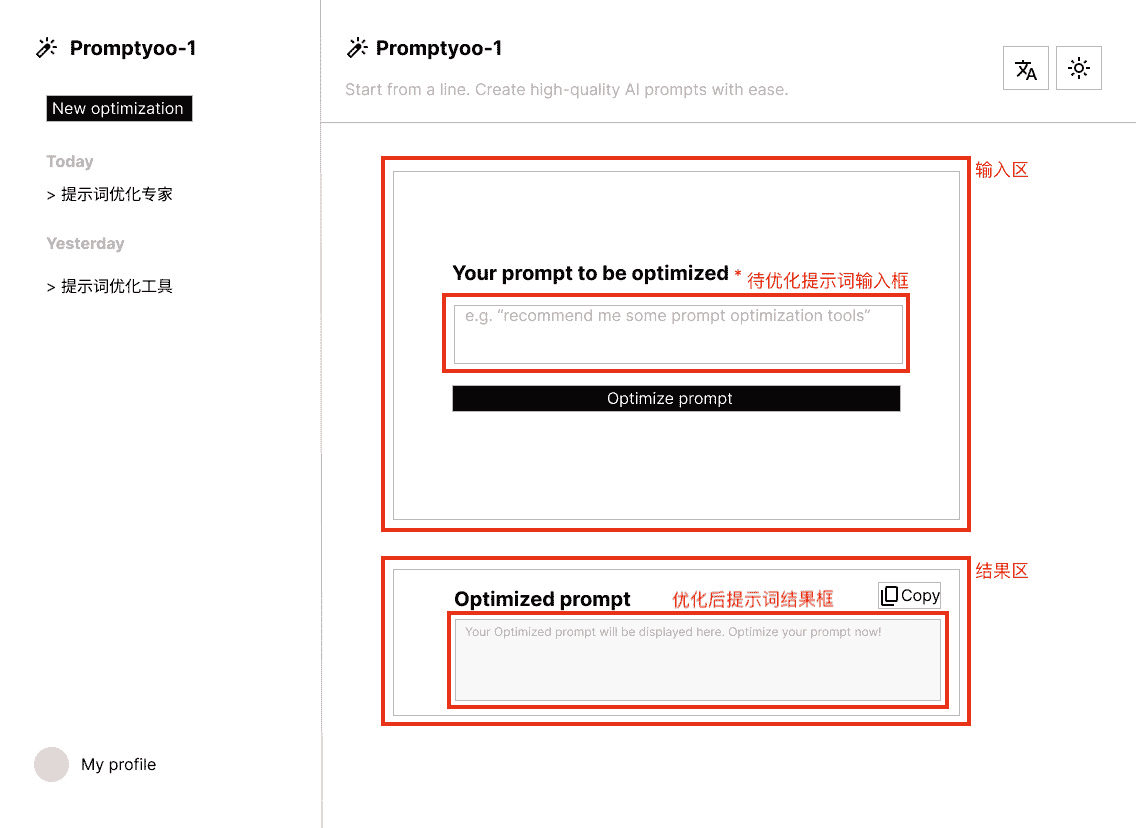 Promptyoo-1
New optimization
Today
> 提示词优化专家
Yesterday
> 提示词优化工具
My profile
Promptyoo-1
Start from a line. Create high-quality AI prompts with ease.
输入区
Your prompt to be optimized * 待优化提示词输入框
e.g. “recommend me some prompt optimization tools”
Optimize prompt
结果区
Optimized prompt 优化后提示词结果框 Copy
Your Optimized prompt will be displayed here. Optimize your prompt now!